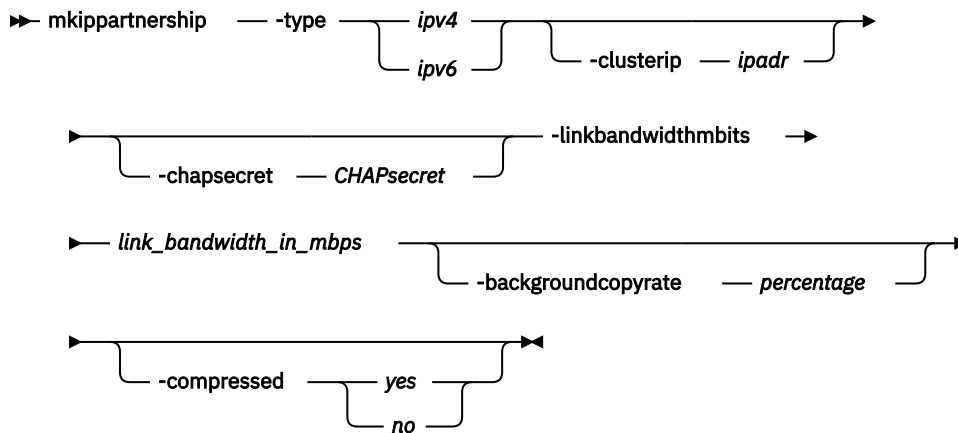 mkippartnership -type ipv4
ipv6
-clusterip ipadr
-chapsecret CHAPsecret
-linkbandwidthmbits
link_bandwidth_in_mbps
-backgroundcopyrate percentage
-compressed yes
no